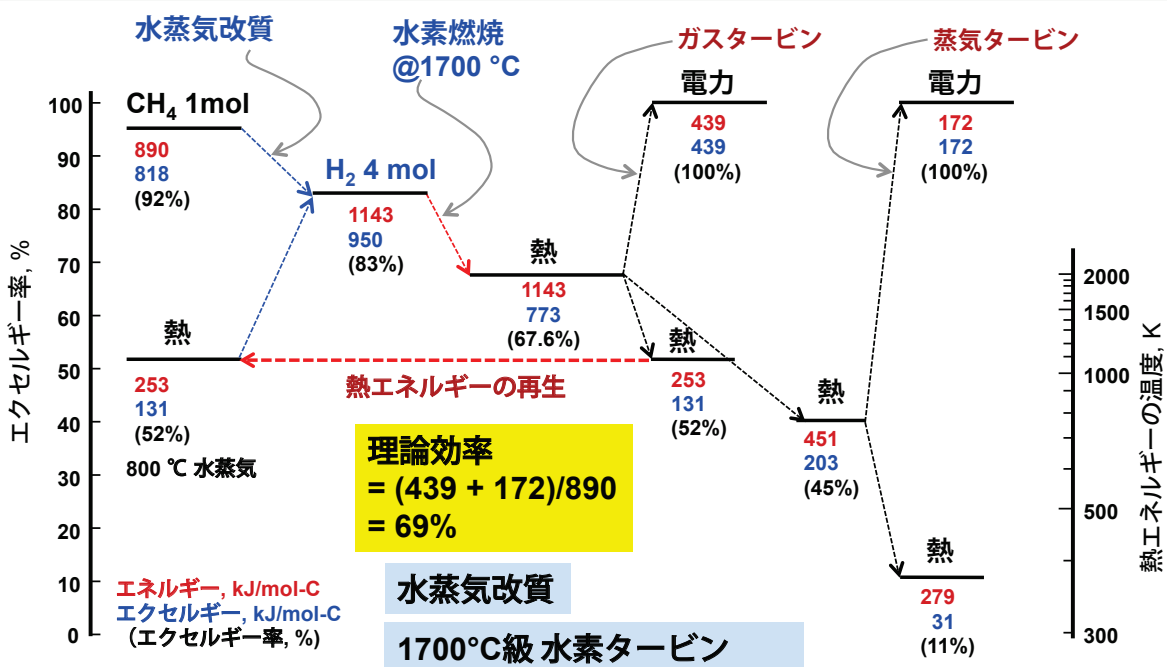 水蒸気改質
水素燃焼
@1700 °C
ガスタービン
蒸気タービン
エクセルギー率, %
100
90
80
70
60
50
40
30
20
10
0
CH4 1mol
890
818
(92%)
H2 4 mol
1143
950
(83%)
熱
1143
773
(67.6%)
電力
439
439
(100%)
電力
172
172
(100%)
熱
253
131
(52%)
800 ℃ 水蒸気
熱エネルギーの再生
熱
253
131
(52%)
熱
451
203
(45%)
熱
279
31
(11%)
理論効率
= (439 + 172)/890
= 69%
水蒸気改質
1700°C級 水素タービン
エネルギー, kJ/mol-C
エクセルギー, kJ/mol-C
(エクセルギー率, %)
2000
1500
1000
500
300
熱エネルギーの温度, K